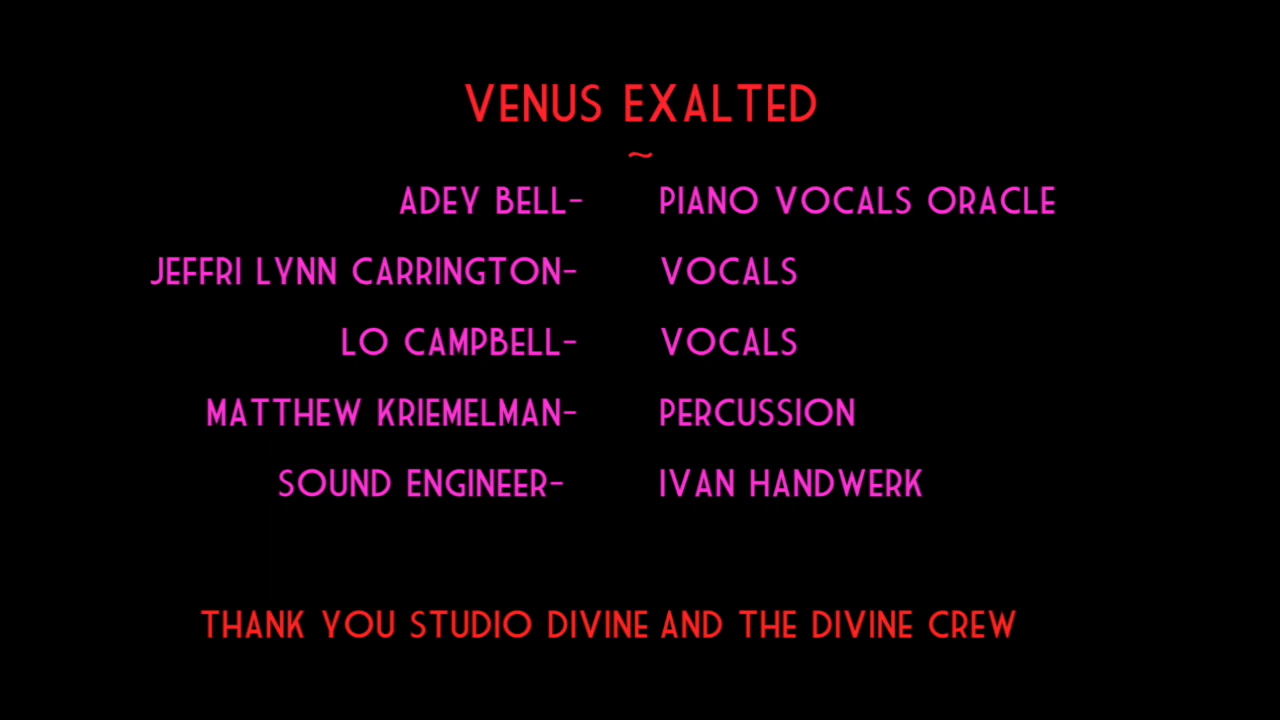 VENUS EXALTED
~
ADEY BELL- PIANO VOCALS ORACLE
JEFFRI LYNN CARRINGTON- VOCALS
LO CAMPBELL- VOCALS
MATTHEW KRIEMELMAN- PERCUSSION
SOUND ENGINEER- IVAN HANDWERK
THANK YOU STUDIO DIVINE AND THE DIVINE CREW